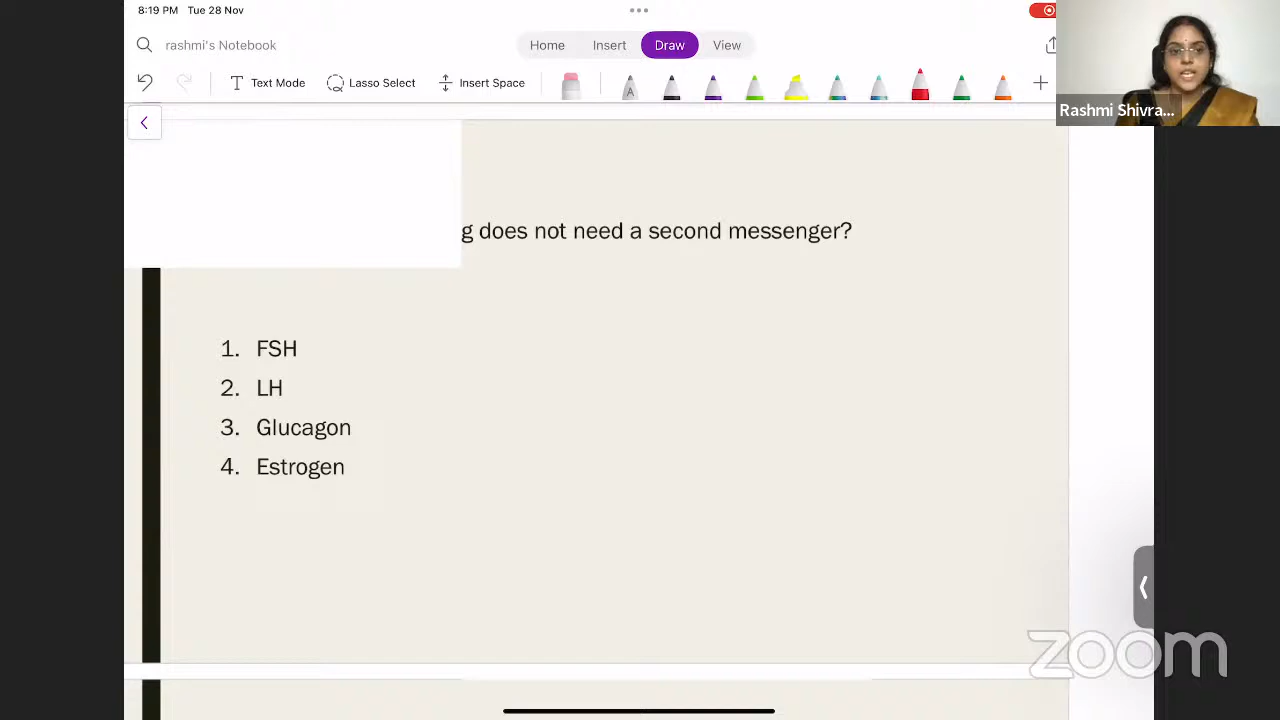 8:19 PM Tue 28 Nov
rashmi's Notebook
Home Insert Draw View
Text Mode Lasso Select Insert Space
A
Rashmi Shivra...
g does not need a second messenger?
1. FSH
2. LH
3. Glucagon
4. Estrogen
zoom